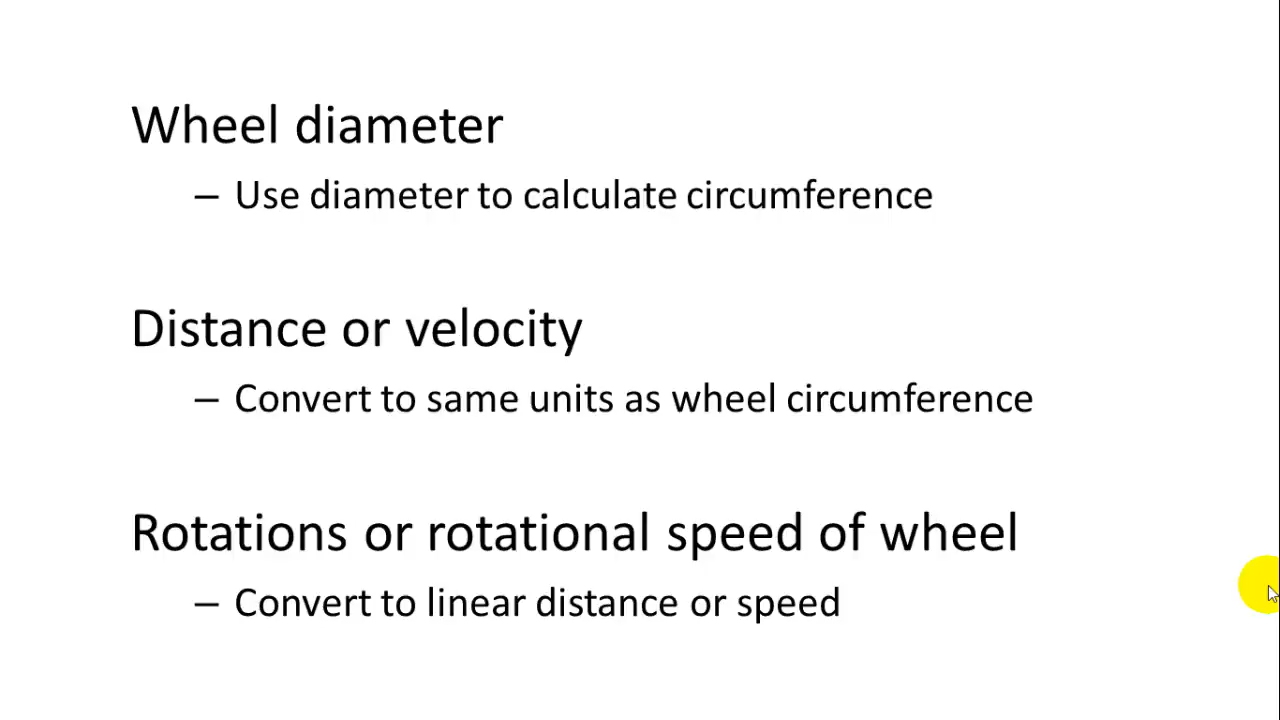 Wheel diameter
– Use diameter to calculate circumference
Distance or velocity
– Convert to same units as wheel circumference
Rotations or rotational speed of wheel
– Convert to linear distance or speed